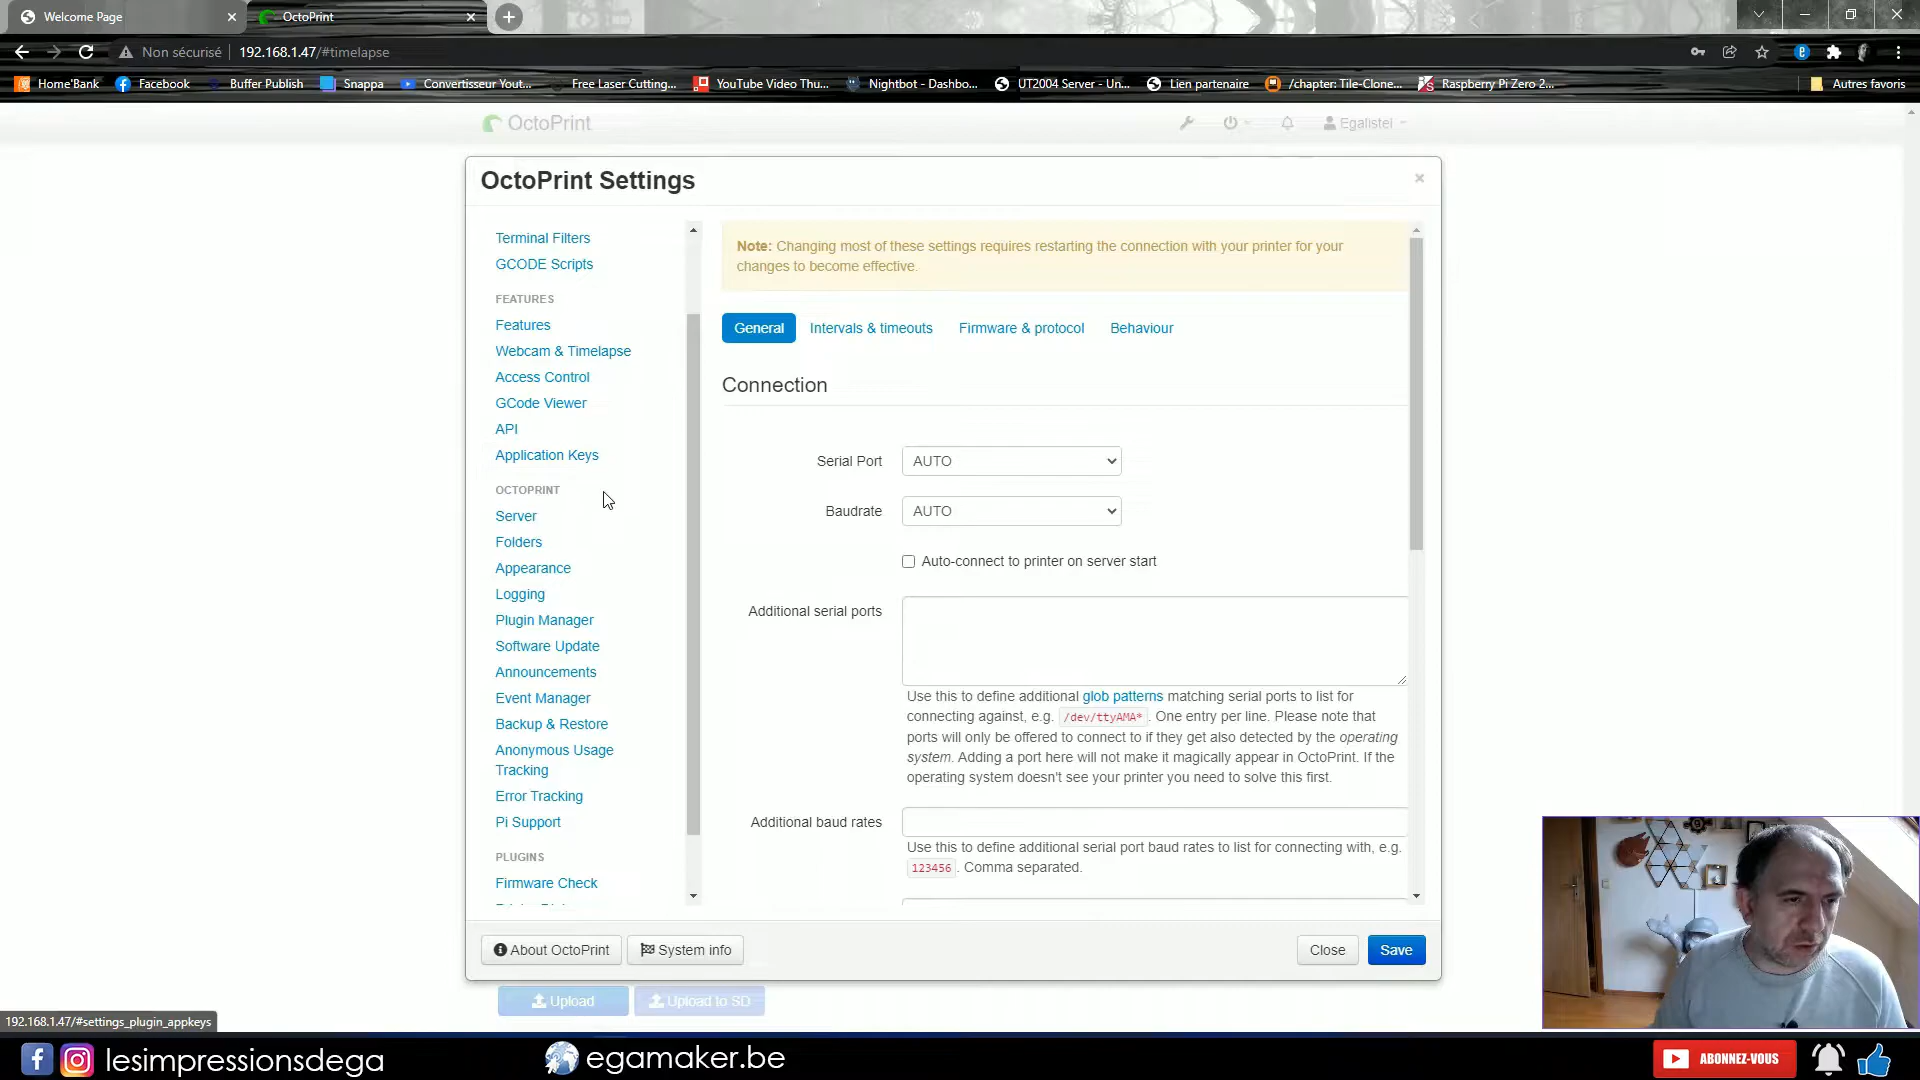 Welcome Page
OctoPrint
Non sécurisé
192.168.1.47/#timelapse
Home'Bank
Facebook
Buffer Publish
Snappa
Convertisseur Yout...
Free Laser Cutting...
YouTube Video Thu...
Nightbot - Dashbo...
UT2004 Server - Un...
Lien partenaire
/chapter: Tile-Clone...
Raspberry Pi Zero 2...
Autres favoris
OctoPrint
Egalistel
OctoPrint Settings
Terminal Filters
GCODE Scripts
FEATURES
Features
Webcam & Timelapse
Access Control
GCode Viewer
API
Application Keys
OCTOPRINT
Server
Folders
Appearance
Logging
Plugin Manager
Software Update
Announcements
Event Manager
Backup & Restore
Anonymous Usage
Tracking
Error Tracking
Pi Support
PLUGINS
Firmware Check
Note: Changing most of these settings requires restarting the connection with your printer for your
changes to become effective.
General
Intervals & timeouts
Firmware & protocol
Behaviour
Connection
Serial Port
AUTO
Baudrate
AUTO
Auto-connect to printer on server start
Additional serial ports
Use this to define additional glob patterns matching serial ports to list for
connecting against, e.g. /dev/ttyAMA* . One entry per line. Please note that
ports will only be offered to connect to if they get also detected by the operating
system. Adding a port here will not make it magically appear in OctoPrint. If the
operating system doesn't see your printer you need to solve this first.
Additional baud rates
Use this to define additional serial port baud rates to list for connecting with, e.g.
123456 . Comma separated.
About OctoPrint
System info
Close
Save
Upload
Upload to SD
192.168.1.47/#settings_plugin_appkeys
lesimpressionsdega
egamaker.be
ABONNEZ-VOUS